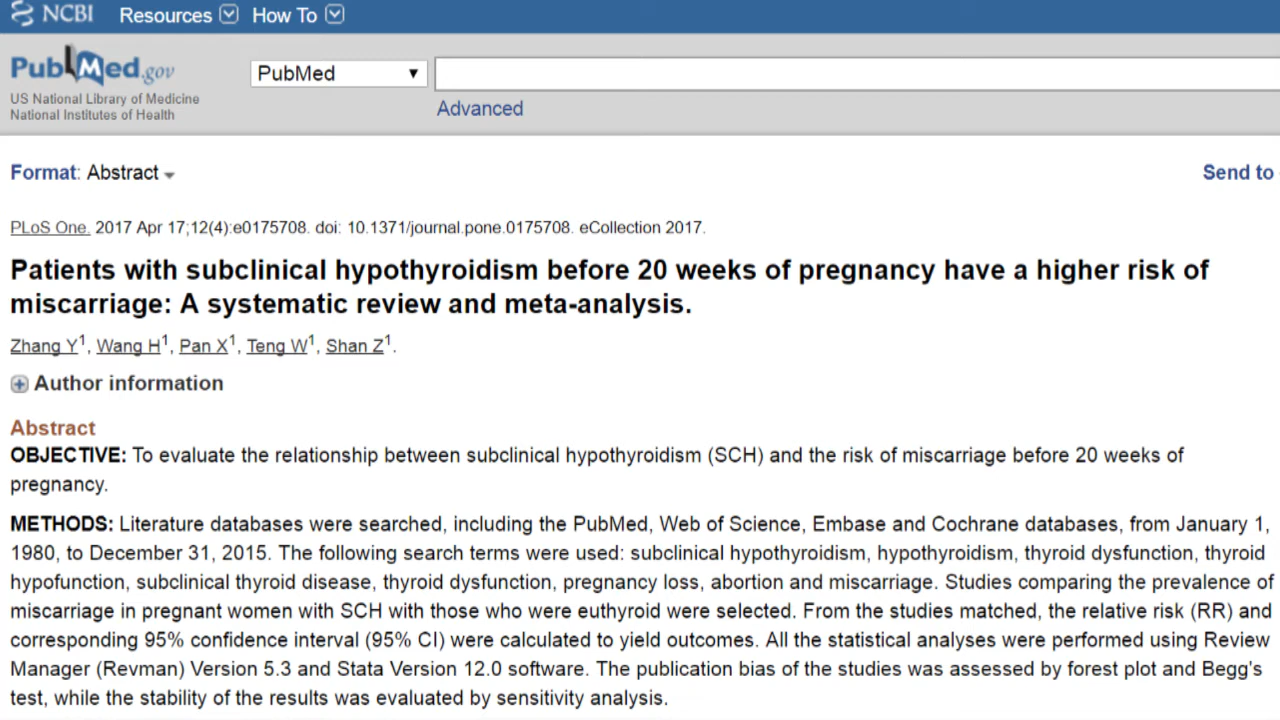 NCBI Resources How To
PubMed.gov
US National Library of Medicine
National Institutes of Health
PubMed
Advanced
Format: Abstract
Send to
PLoS One. 2017 Apr 17;12(4):e0175708. doi: 10.1371/journal.pone.0175708. eCollection 2017.
Patients with subclinical hypothyroidism before 20 weeks of pregnancy have a higher risk of
miscarriage: A systematic review and meta-analysis.
Zhang Y1, Wang H1, Pan X1, Teng W1, Shan Z1.
Author information
Abstract
OBJECTIVE: To evaluate the relationship between subclinical hypothyroidism (SCH) and the risk of miscarriage before 20 weeks of
pregnancy.
METHODS: Literature databases were searched, including the PubMed, Web of Science, Embase and Cochrane databases, from January 1,
1980, to December 31, 2015. The following search terms were used: subclinical hypothyroidism, hypothyroidism, thyroid dysfunction, thyroid
hypofunction, subclinical thyroid disease, thyroid dysfunction, pregnancy loss, abortion and miscarriage. Studies comparing the prevalence of
miscarriage in pregnant women with SCH with those who were euthyroid were selected. From the studies matched, the relative risk (RR) and
corresponding 95% confidence interval (95% CI) were calculated to yield outcomes. All the statistical analyses were performed using Review
Manager (Revman) Version 5.3 and Stata Version 12.0 software. The publication bias of the studies was assessed by forest plot and Begg's
test, while the stability of the results was evaluated by sensitivity analysis.